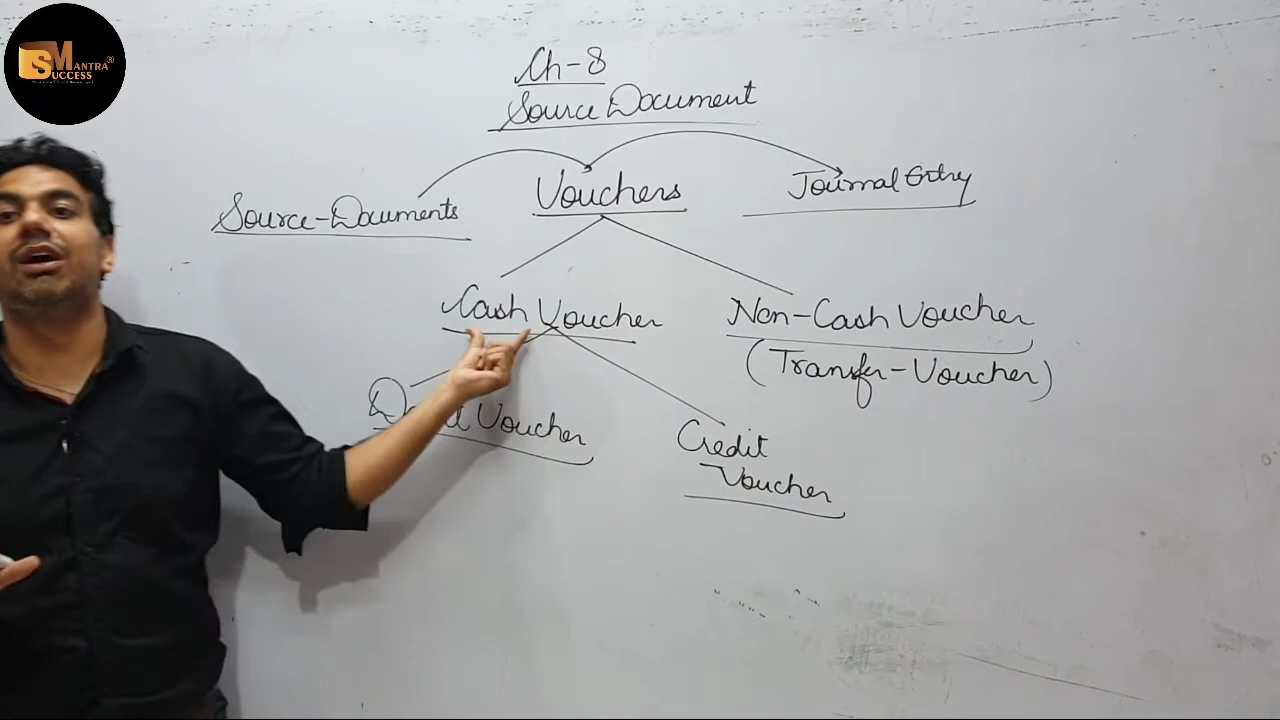 MANTRA
SUCCESS
Ch-8
Source Document
Source-Documents
Vouchers
Journal Entry
Cash Voucher
Non-Cash Voucher
(Transfer-Voucher)
Voucher
Credit
Voucher